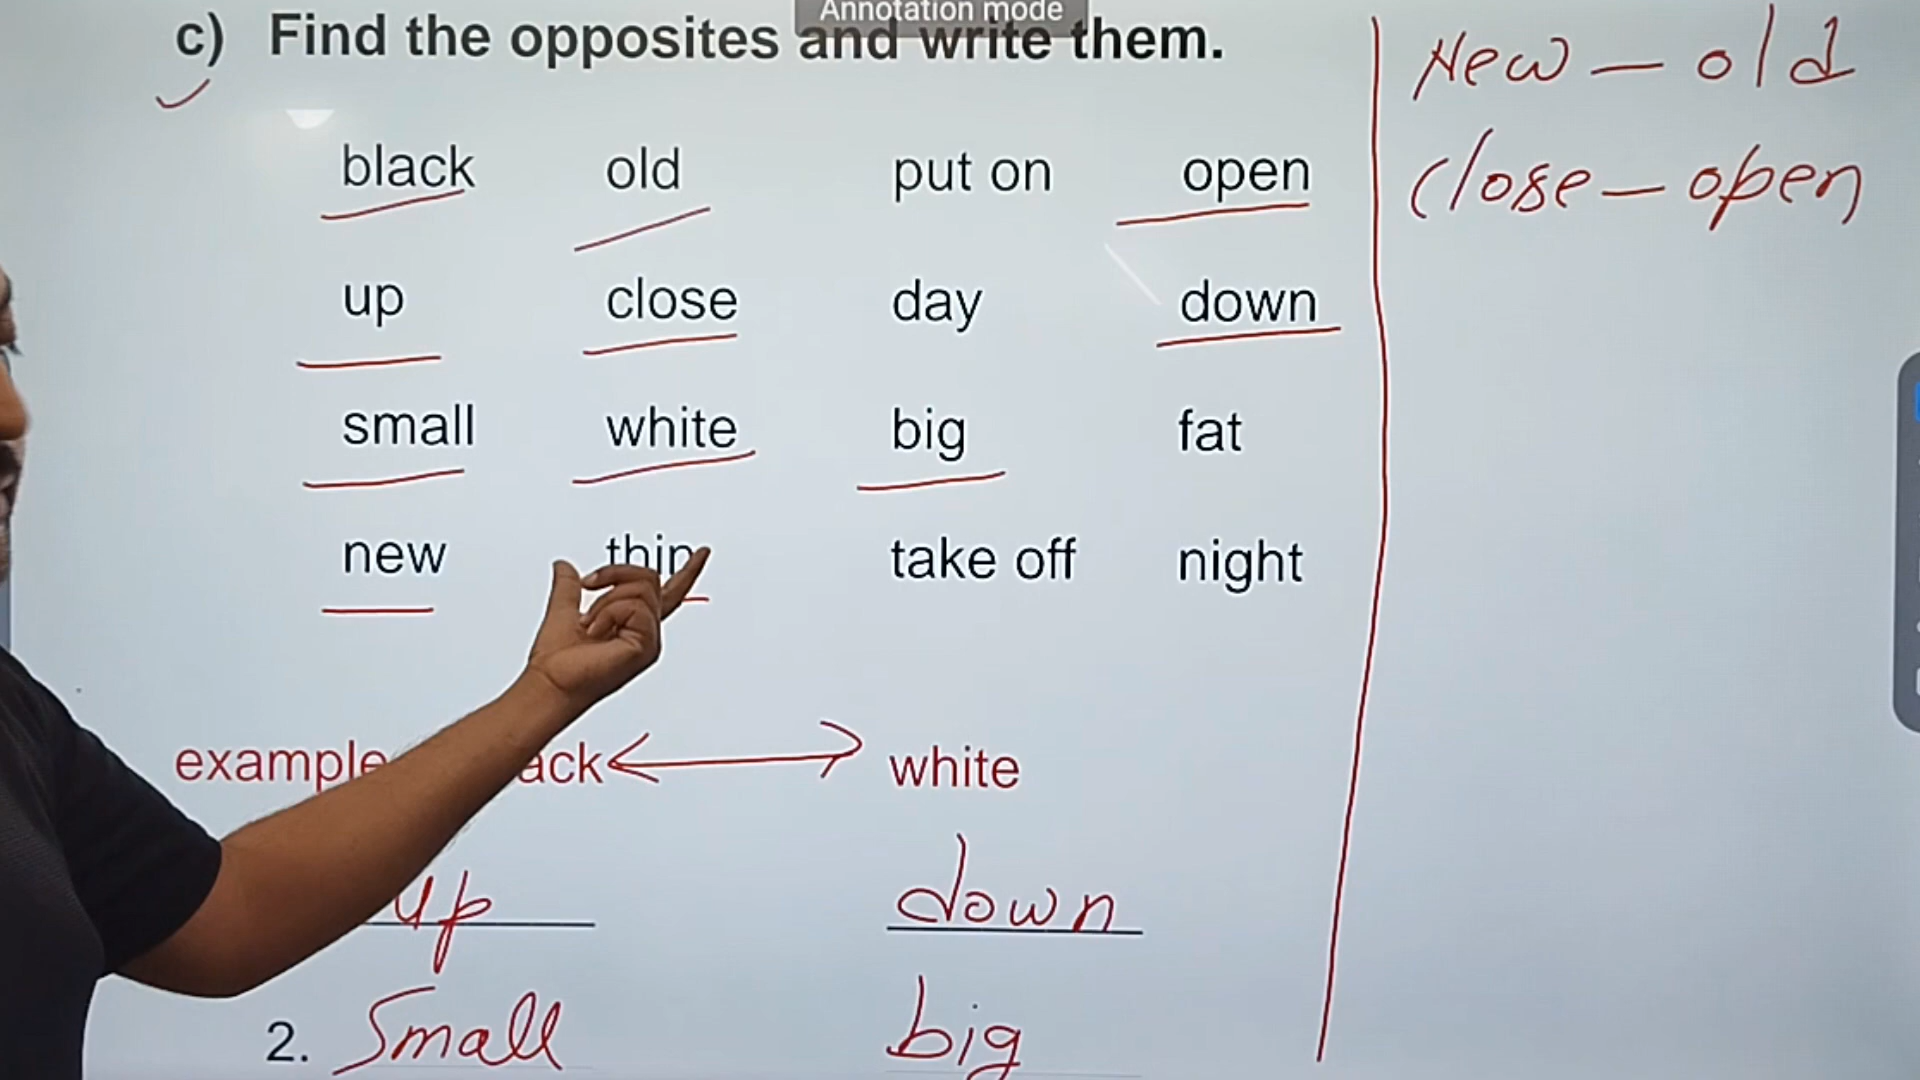 Annotation mode
c) Find the opposites and write them.
black old put on open
up close day down
small white big fat
new thin take off night
example ack white
up down
2. Small big
New - old
close - open